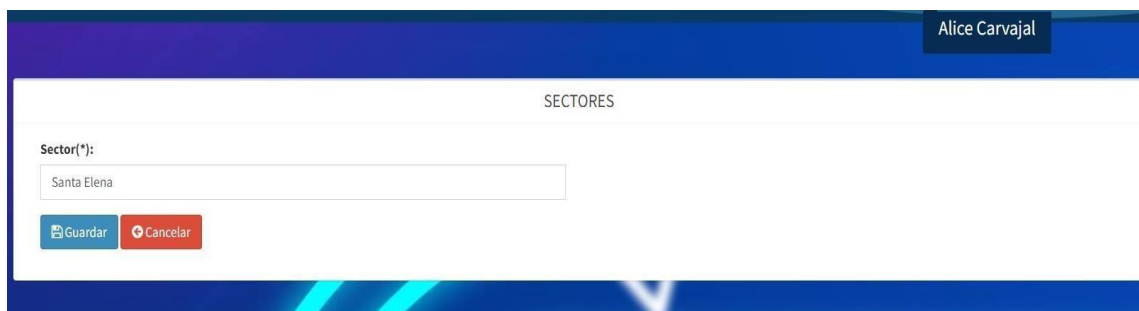 Alice Carvajal
SECTORES
Sector(*):
Santa Elena
Guardar Cancelar